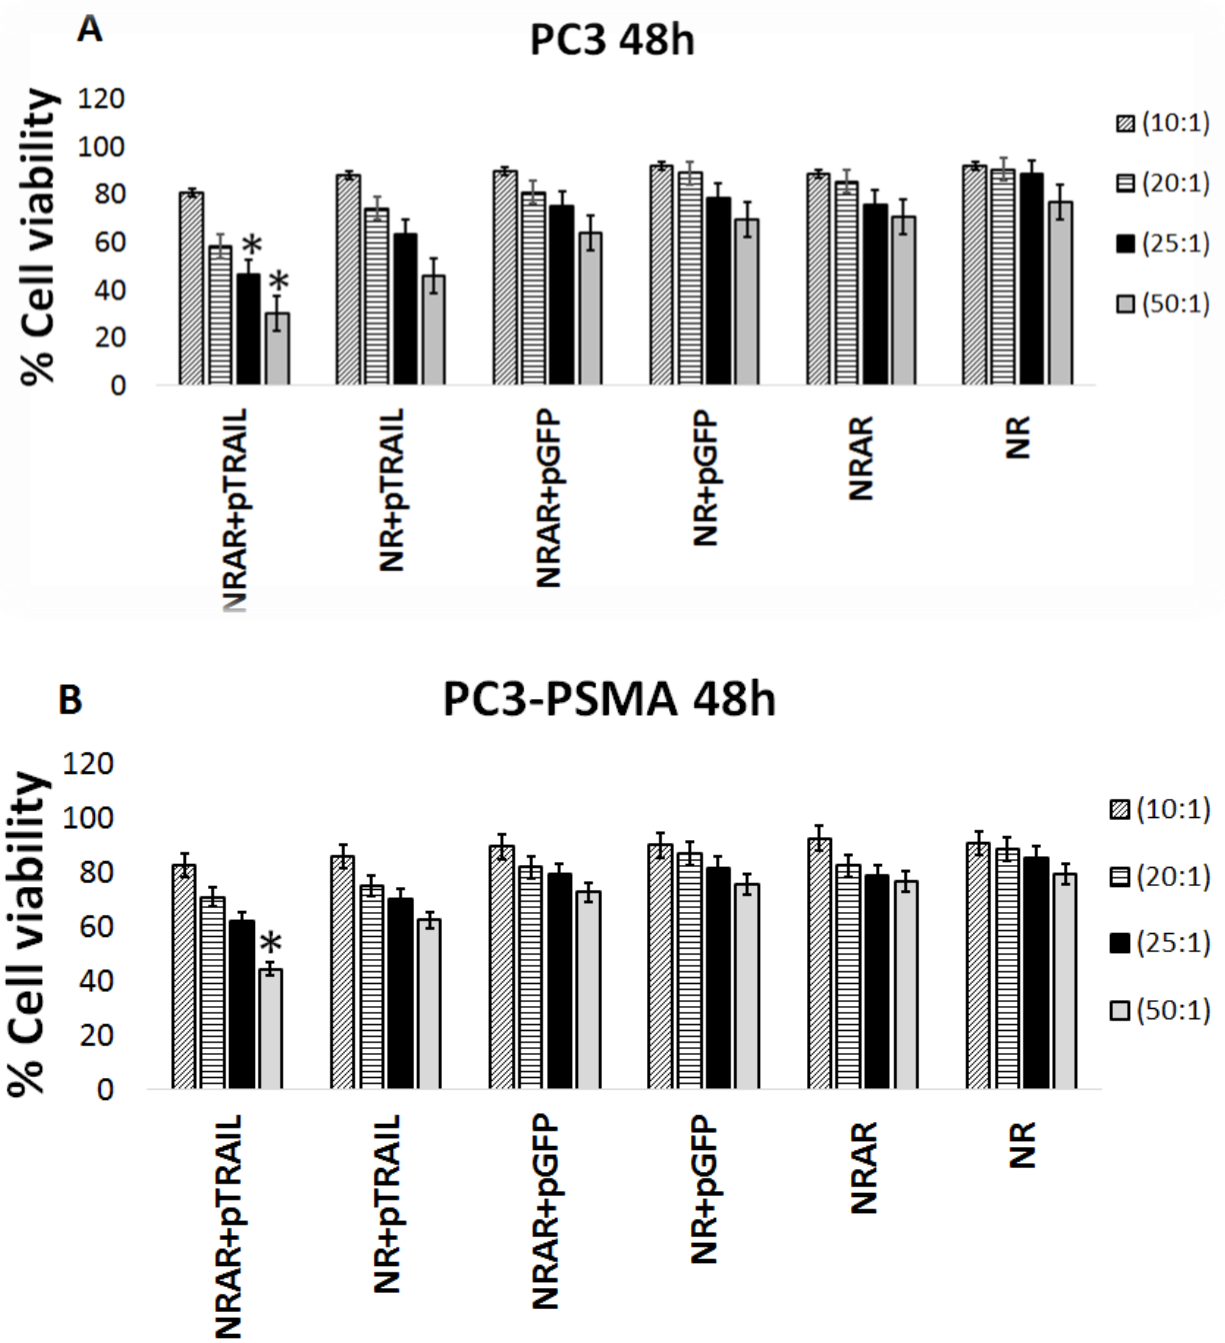 A
PC3 48h
% Cell viability
120
100
80
60
40
20
0
*
*
(10:1)
(20:1)
(25:1)
(50:1)
NRAR+pTRAIL
NR+pTRAIL
NRAR+pGFP
NR+pGFP
NRAR
NR
B
PC3-PSMA 48h
% Cell viability
120
100
80
60
40
20
0
*
(10:1)
(20:1)
(25:1)
(50:1)
NRAR+pTRAIL
NR+pTRAIL
NRAR+pGFP
NR+pGFP
NRAR
NR